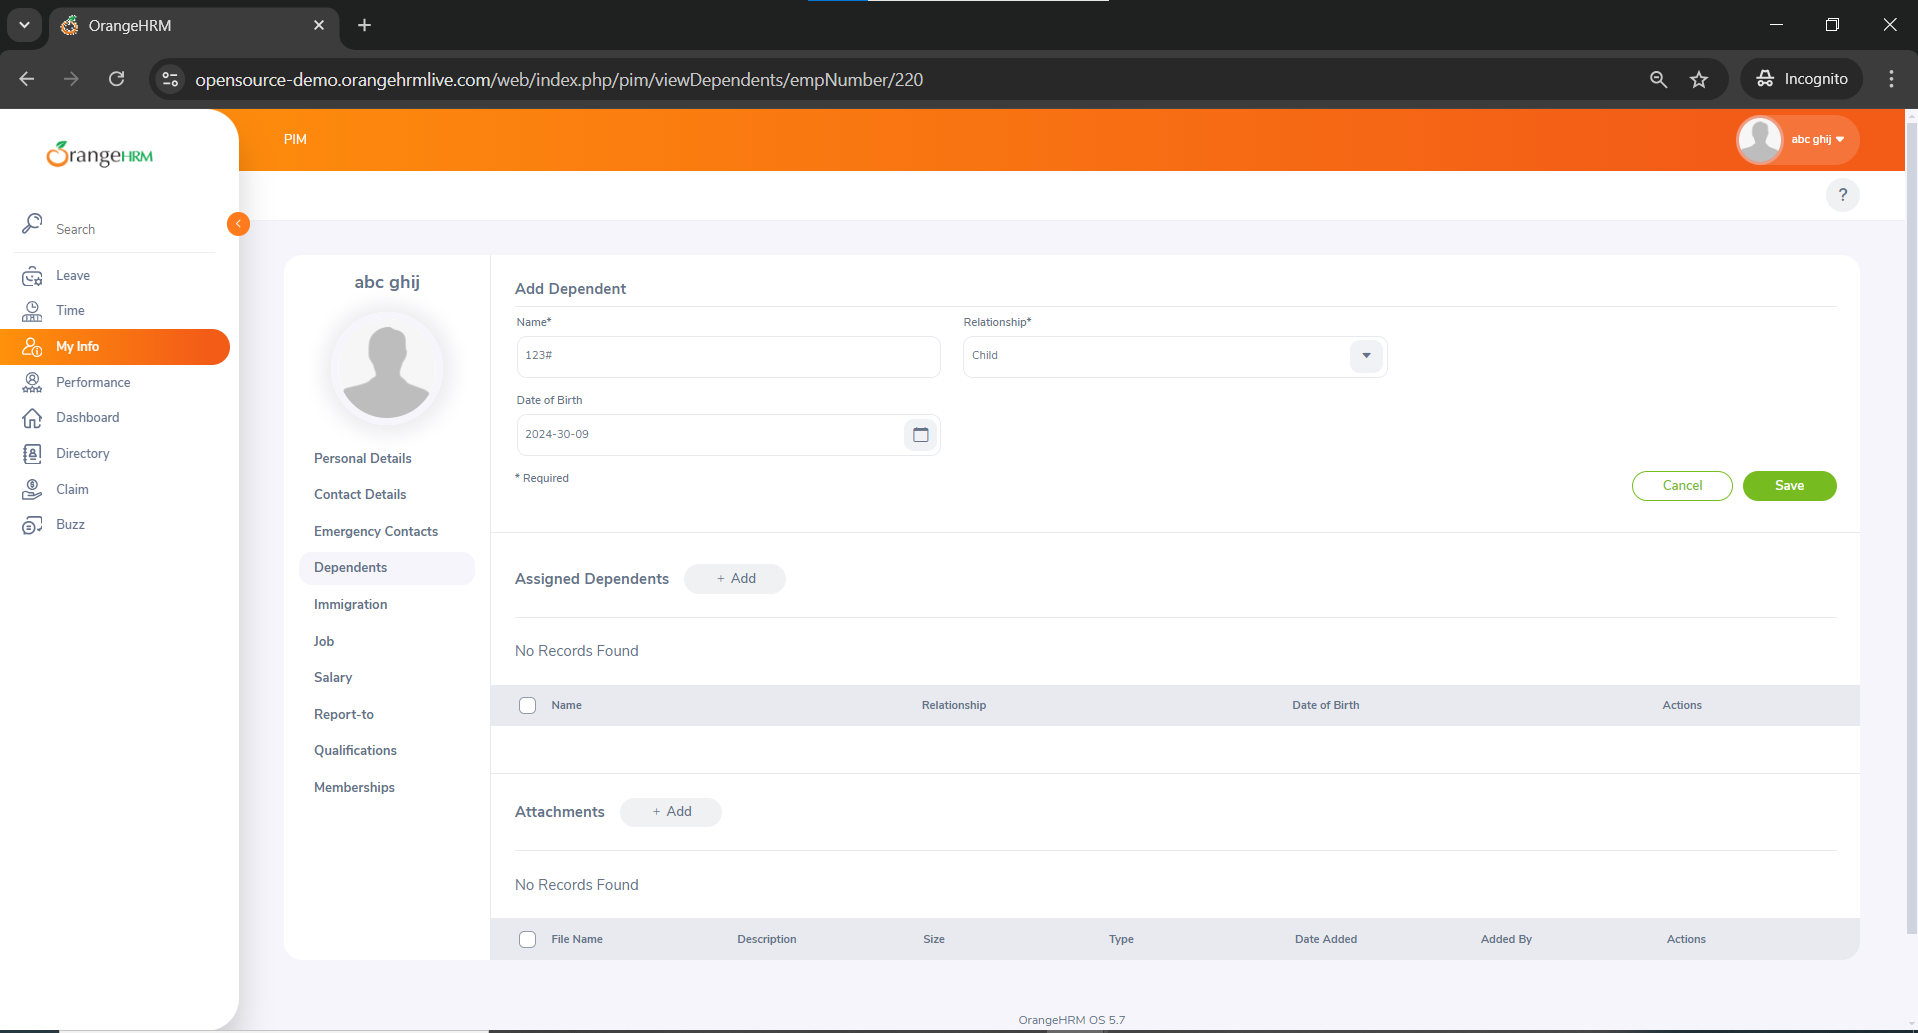 OrangeHRM
opensource-demo.orangehrmlive.com/web/index.php/pim/viewDependents/empNumber/220
Incognito
OrangeHRM
PIM
abc ghij
?
Search
Leave
Time
My Info
Performance
Dashboard
Directory
Claim
Buzz
abc ghij
Personal Details
Contact Details
Emergency Contacts
Dependents
Immigration
Job
Salary
Report-to
Qualifications
Memberships
Add Dependent
Name* Relationship*
123# Child
Date of Birth
2024-30-09
* Required
Cancel Save
Assigned Dependents + Add
No Records Found
Name Relationship Date of Birth Actions
Attachments + Add
No Records Found
File Name Description Size Type Date Added Added By Actions
OrangeHRM OS 5.7